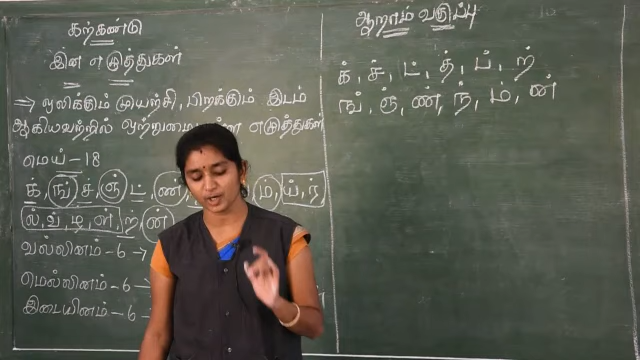 கற்கண்டு
இன எழுத்துகள்
⇒ ஒலிக்கும் முயற்சி, பிறக்கும் இடம்
ஆகியவற்றில் எழுத்துகள்
மெய் - 18
க், ங், ச், ஞ், ட், ண், ம், ய், ர்,
ல், வ், ழ், ள், ற், ன்
வல்லினம் - 6 →
மெல்லினம் - 6 →
இடையினம் - 6 →
ஆறாம் வகுப்பு
க், ச், ட், த், ப், ற்
ங், ஞ், ண், ந், ம், ன்